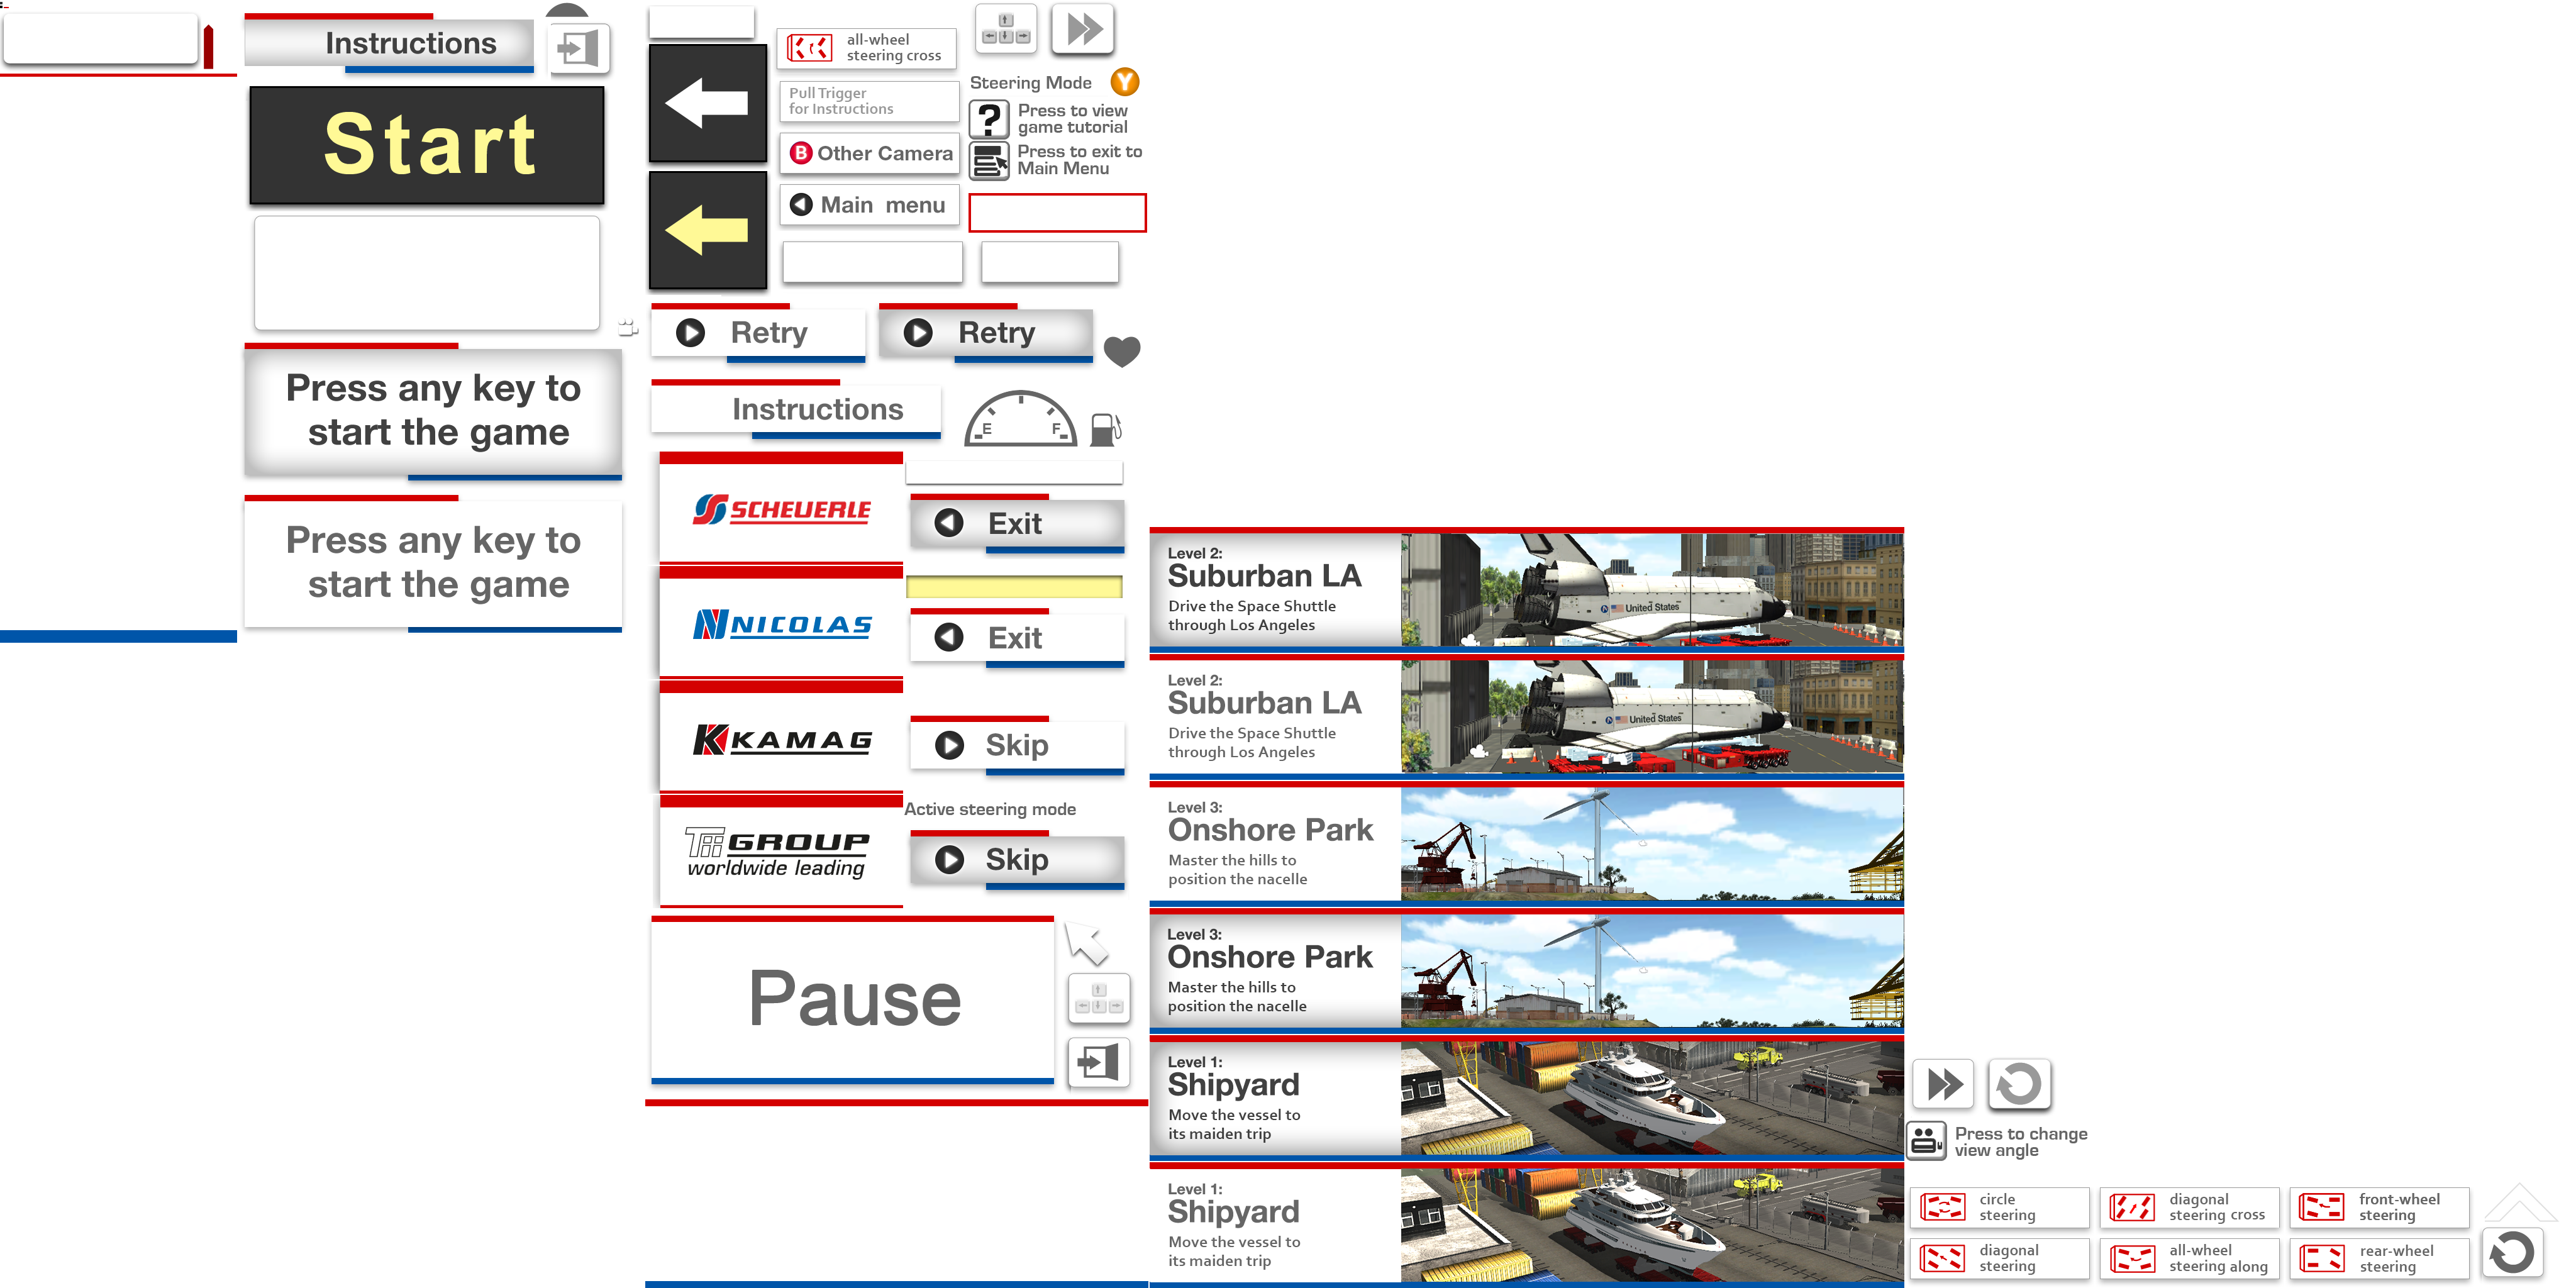 Instructions
Start
Press any key to
start the game
Press any key to
start the game
all-wheel
steering cross
Pull Trigger
for Instructions
B Other Camera
Main menu
Steering Mode Y
? Press to view
game tutorial
Press to exit to
Main Menu
Retry
Retry
Instructions
E F
SCHEUERLE
Exit
NICOLAS
Exit
KAMAG
Skip
Active steering mode
TII GROUP
worldwide leading
Skip
Pause
Level 2:
Suburban LA
Drive the Space Shuttle
through Los Angeles
United States
Level 2:
Suburban LA
Drive the Space Shuttle
through Los Angeles
United States
Level 3:
Onshore Park
Master the hills to
position the nacelle
Level 3:
Onshore Park
Master the hills to
position the nacelle
Level 1:
Shipyard
Move the vessel to
its maiden trip
Level 1:
Shipyard
Move the vessel to
its maiden trip
Press to change
view angle
circle
steering
diagonal
steering cross
front-wheel
steering
diagonal
steering
all-wheel
steering along
rear-wheel
steering